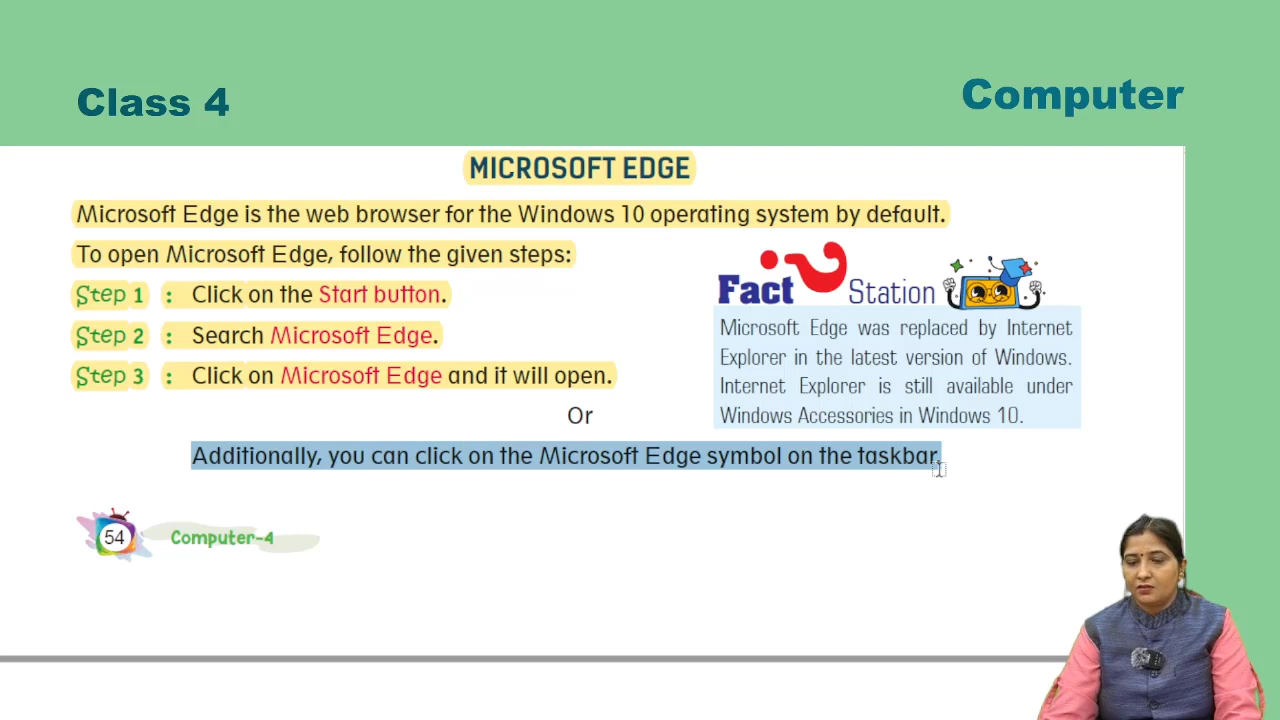 Class 4
Computer
MICROSOFT EDGE
Microsoft Edge is the web browser for the Windows 10 operating system by default.
To open Microsoft Edge, follow the given steps:
Step 1 : Click on the Start button.
Step 2 : Search Microsoft Edge.
Step 3 : Click on Microsoft Edge and it will open.
Or
Additionally, you can click on the Microsoft Edge symbol on the taskbar.
Fact Station
Microsoft Edge was replaced by Internet
Explorer in the latest version of Windows.
Internet Explorer is still available under
Windows Accessories in Windows 10.
54 Computer-4